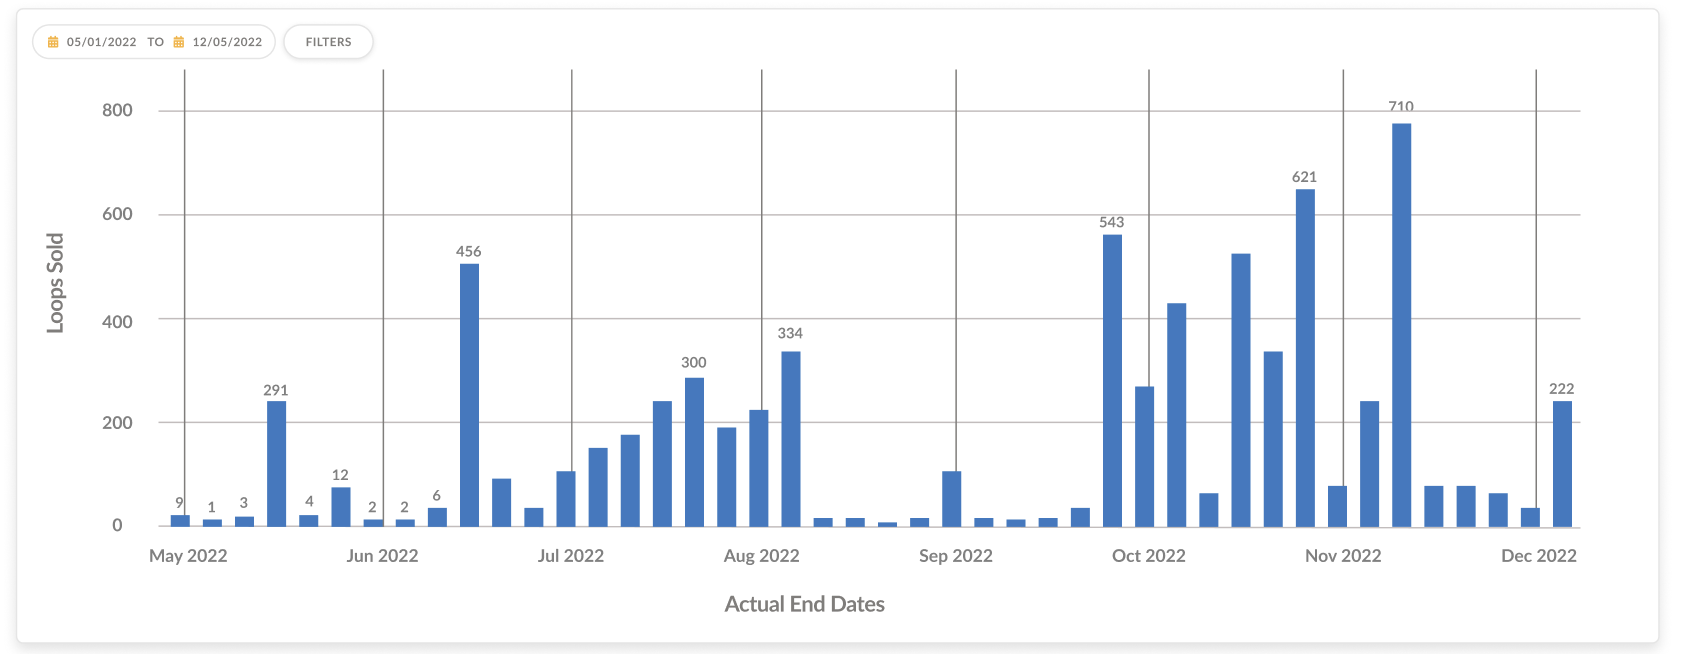 05/01/2022 TO 12/05/2022 FILTERS
800
710
621
600
543
456
Loops Sold
400
334
300
291
222
200
12
9 1 3 4 2 2 6
0
May 2022 Jun 2022 Jul 2022 Aug 2022 Sep 2022 Oct 2022 Nov 2022 Dec 2022
Actual End Dates